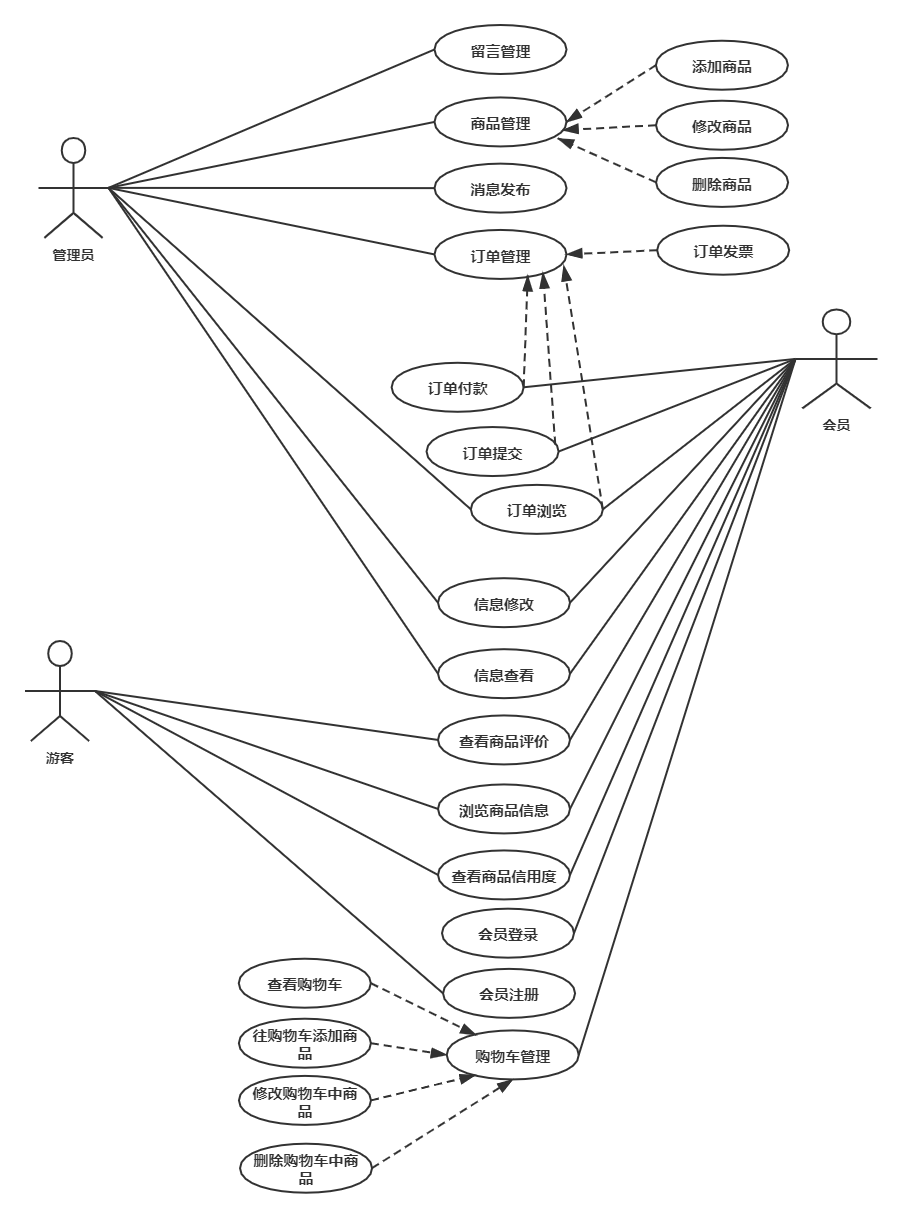 留言管理
添加商品
商品管理
修改商品
删除商品
消息发布
管理员
订单管理
订单发票
订单付款
会员
订单提交
订单浏览
信息修改
信息查看
查看商品评价
游客
浏览商品信息
查看商品信用度
会员登录
查看购物车
会员注册
往购物车添加商
品
购物车管理
修改购物车中商
品
删除购物车中商
品